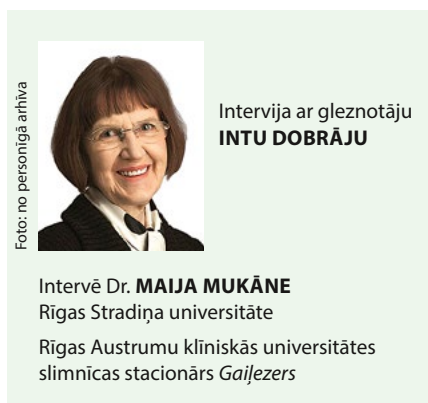 Foto: no personīgā arhīva
Intervija ar gleznotāju
INTU DOBRĀJU
Intervē Dr. MAIJA MUKĀNE
Rīgas Stradiņa universitāte
Rīgas Austrumu klīniskās universitātes
slimnīcas stacionārs Gaiļezers